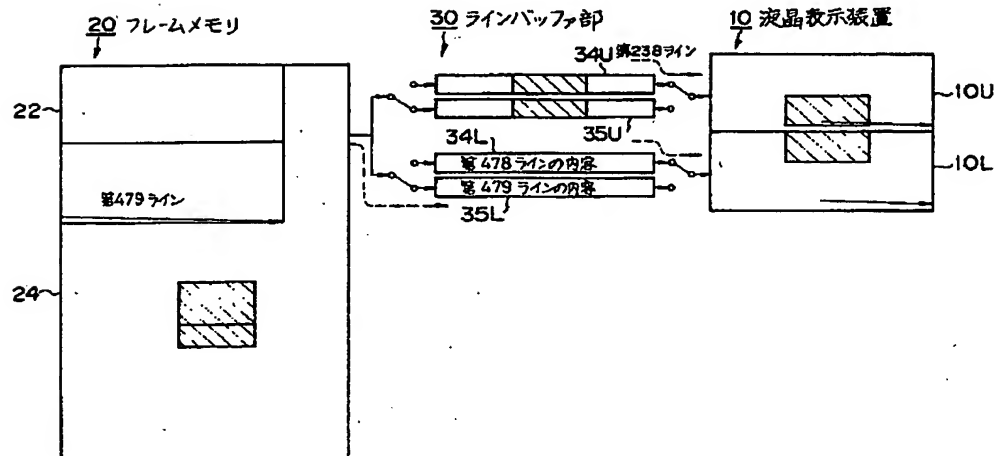 20 フレームメモリ
30 ラインバッファ部
10 液晶表示装置
34U 第238ライン
22
10U
35U
34L
第478ラインの内容
10L
第479ライン
第479ラインの内容
35L
24